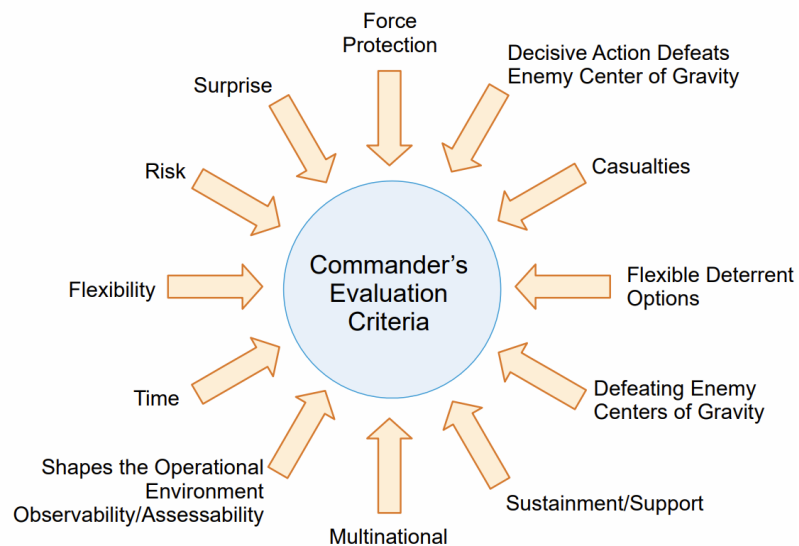 Force
Protection
Decisive Action Defeats
Enemy Center of Gravity
Surprise
Casualties
Risk
Commander’s
Evaluation
Criteria
Flexible Deterrent
Options
Flexibility
Defeating Enemy
Centers of Gravity
Time
Shapes the Operational
Environment
Observability/Assessability
Sustainment/Support
Multinational